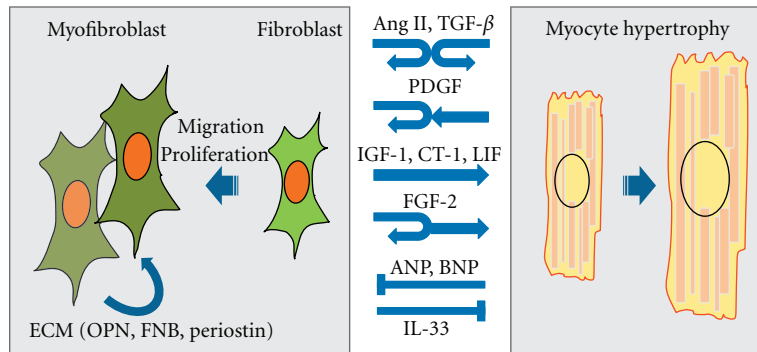 Myofibroblast
Fibroblast
Migration
Proliferation
ECM (OPN, FNB, periostin)
Ang II, TGF-β
PDGF
IGF-1, CT-1, LIF
FGF-2
ANP, BNP
IL-33
Myocyte hypertrophy